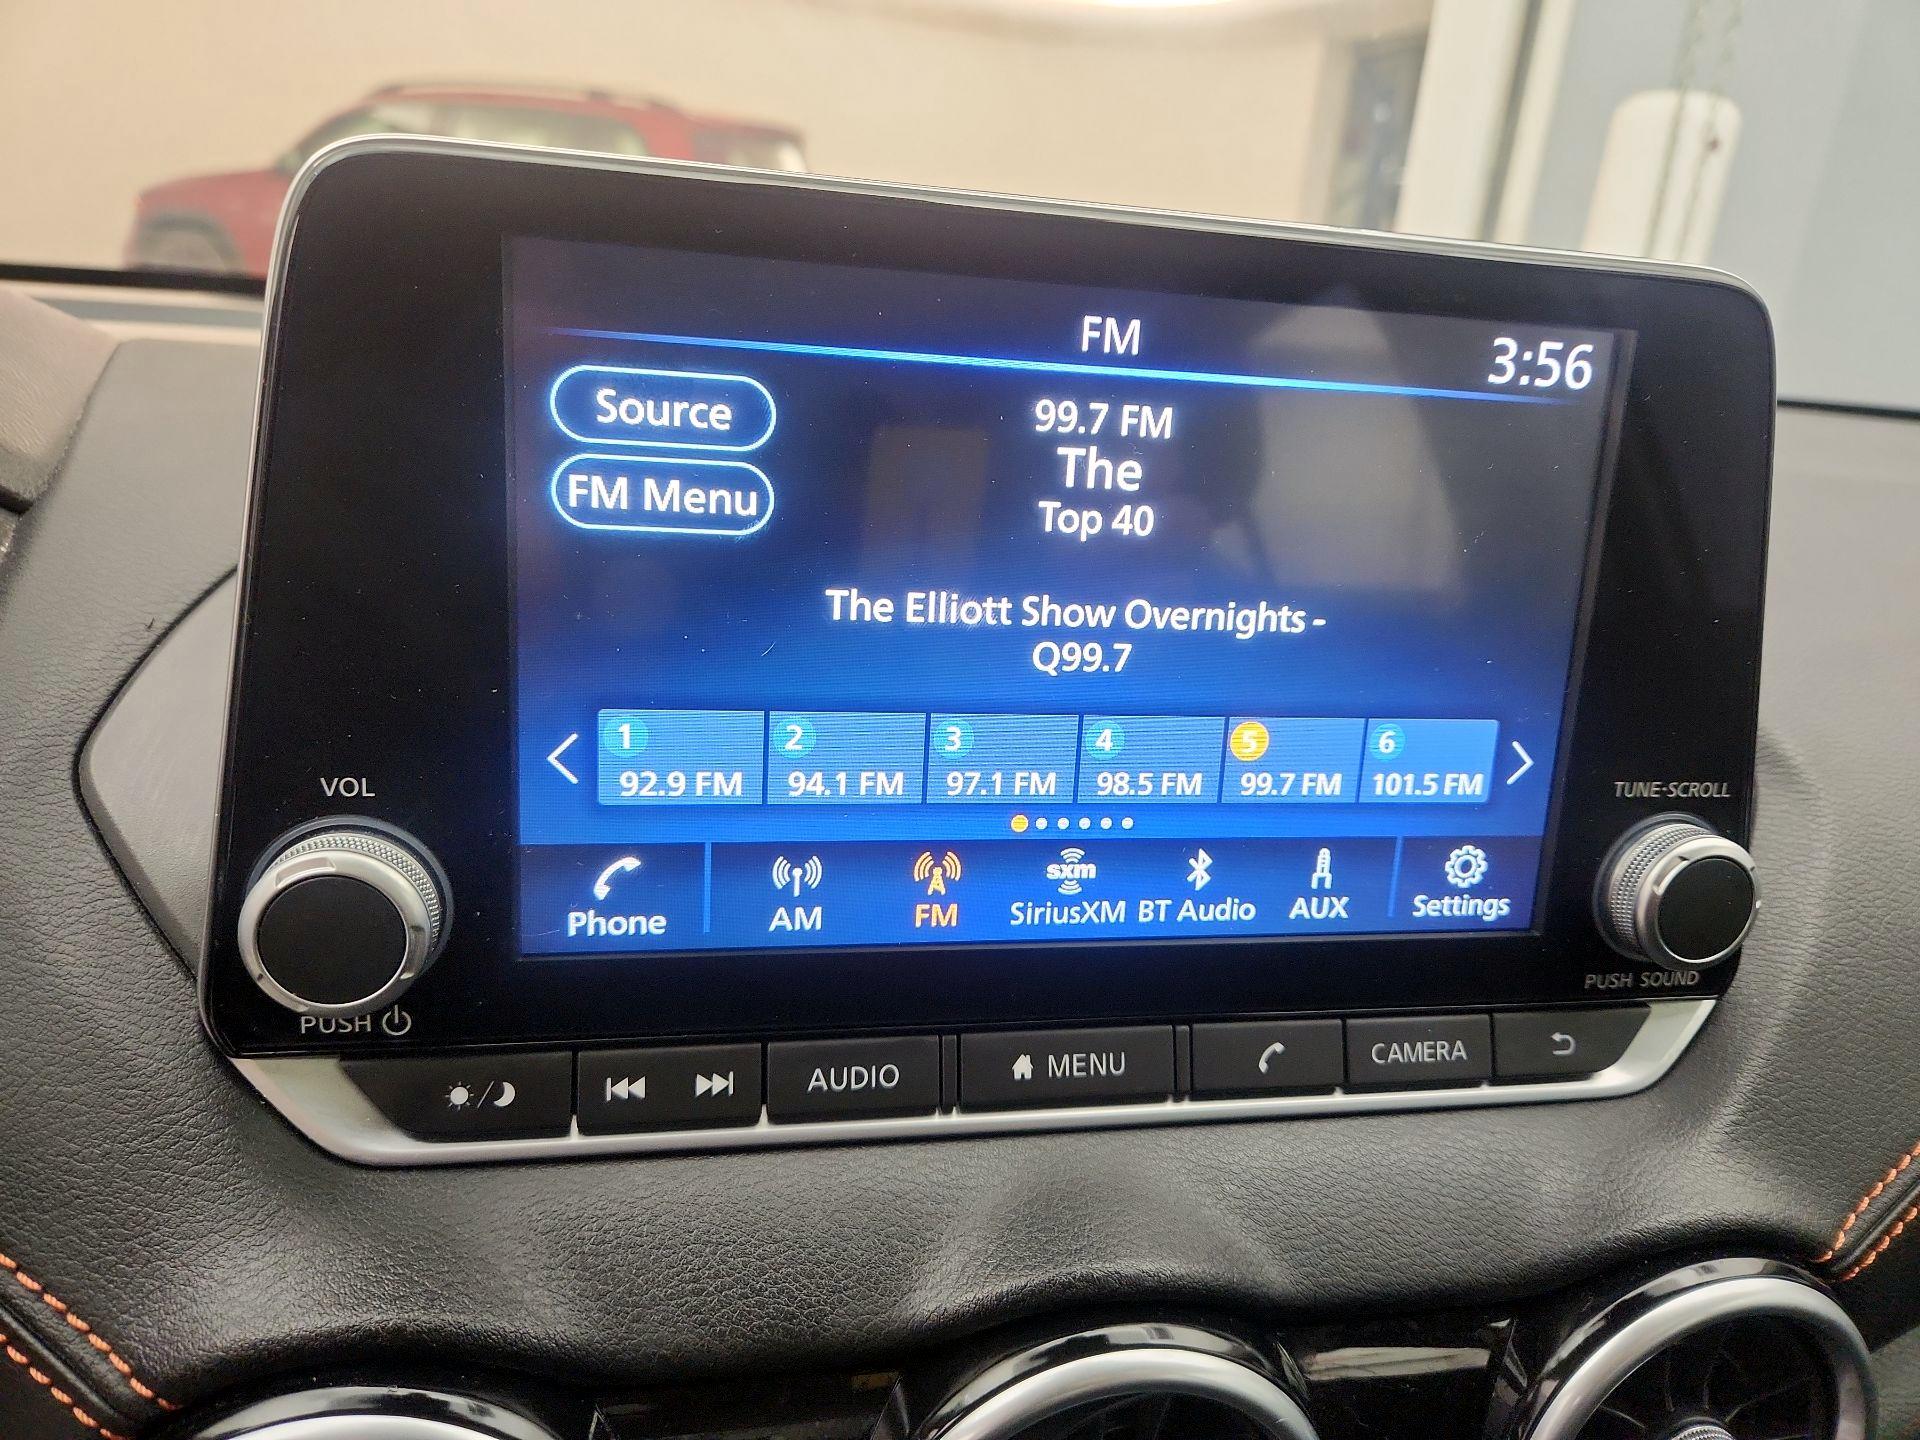 FM
3:56
Source
99.7 FM
The
FM Menu
Top 40
The Elliott Show Overnights -
Q99.7
1
2
3
4
5
6
92.9 FM
94.1 FM
97.1 FM
98.5 FM
99.7 FM
101.5 FM
VOL
TUNE·SCROLL
sxm
Phone
AM
FM
SiriusXM
BT Audio
AUX
Settings
PUSH SOUND
PUSH
AUDIO
MENU
CAMERA